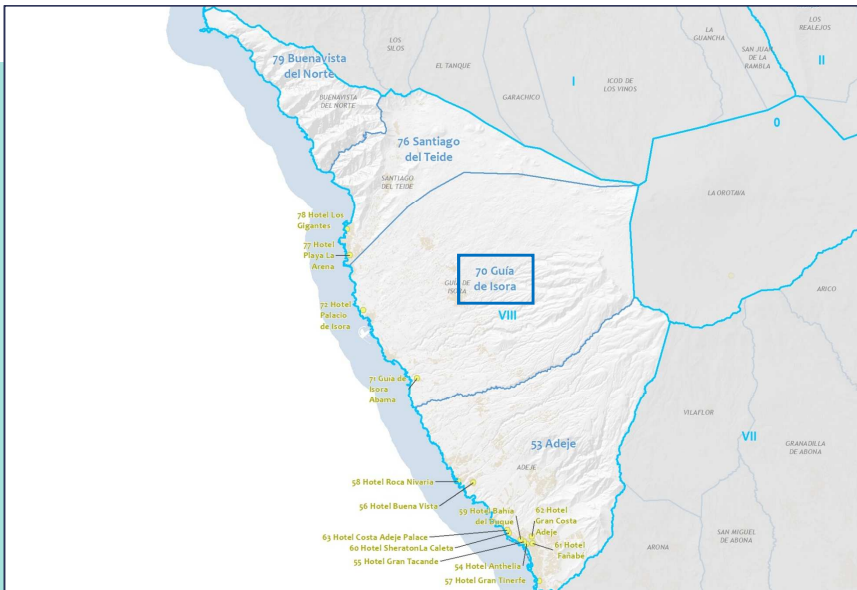 79 Buenavista
del Norte
BUENAVISTA
DEL NORTE
LOS
SILOS
EL TANQUE
GARACHICO
I
ICOD DE
LOS VINOS
LA
GUANCHA
SAN JUAN
DE LA
RAMBLA
LOS
REALEJOS
II
0
76 Santiago
del Teide
SANTIAGO
DEL TEIDE
LA OROTAVA
78 Hotel Los
Gigantes
77 Hotel
Playa La
Arena
70 Guía
de Isora
GUÍA DE
ISORA
VIII
ARICO
72 Hotel
Palacio
de Isora
71 Guía de
Isora
Abama
VILAFLOR
VII
GRANADILLA
DE ABONA
53 Adeje
ADEJE
58 Hotel Roca Nivaria
56 Hotel Buena Vista
59 Hotel Bahía
del Duque
62 Hotel
Gran Costa
Adeje
63 Hotel Costa Adeje Palace
60 Hotel SheratonLa Caleta
55 Hotel Gran Tacande
61 Hotel
Fañabé
54 Hotel Anthelia
57 Hotel Gran Tinerfe
ARONA
SAN MIGUEL
DE ABONA